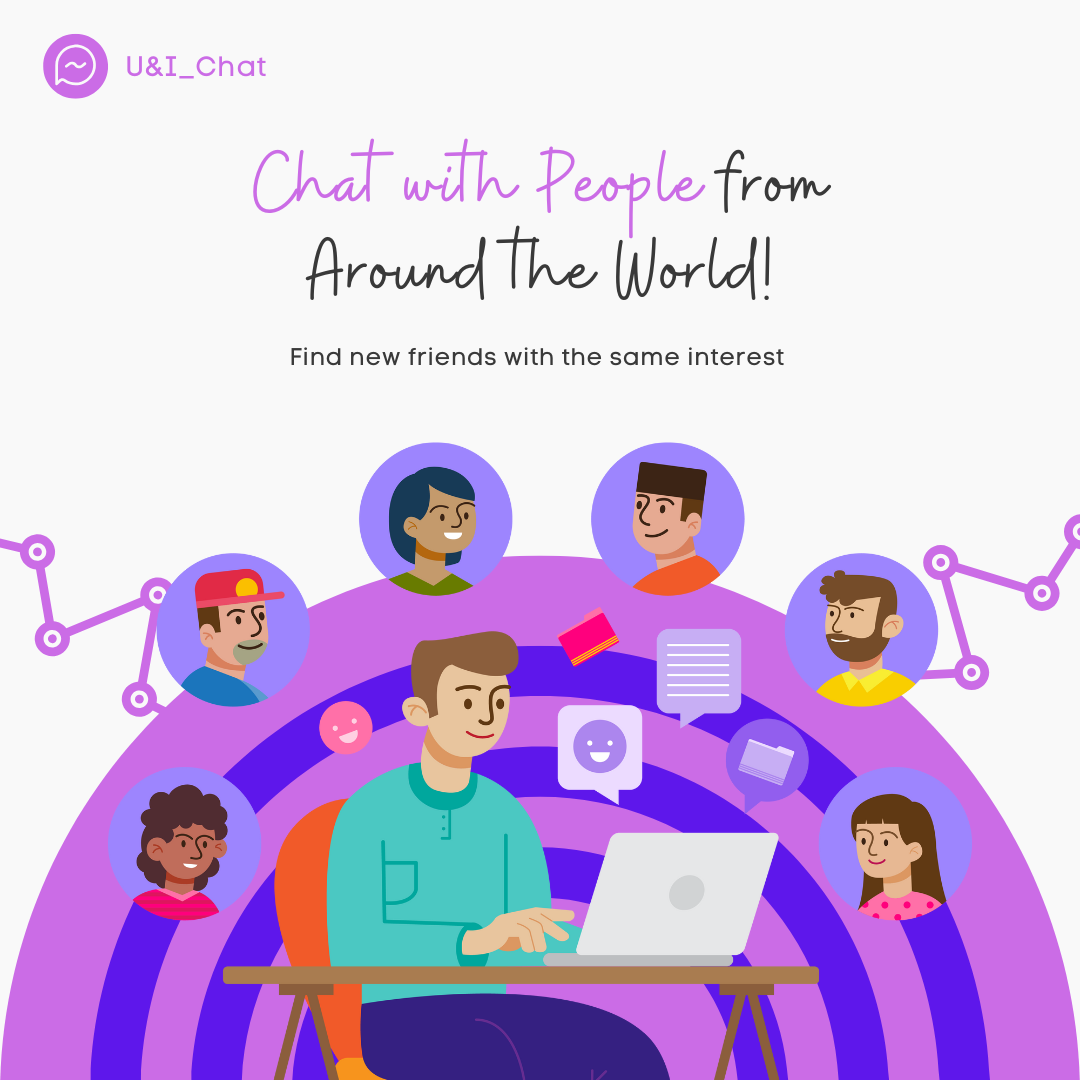 U&I_Chat
Chat with People from
Around the World!
Find new friends with the same interest